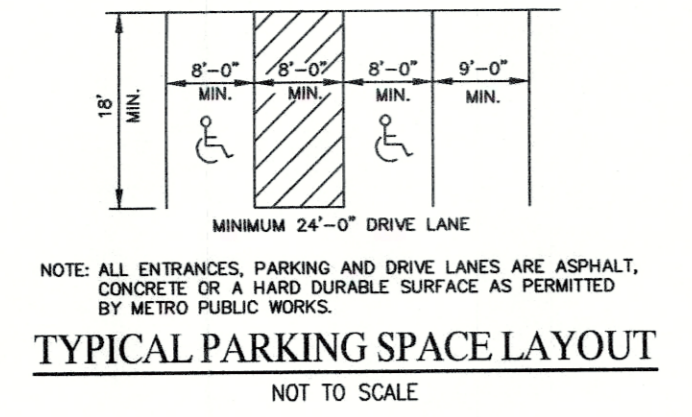 8'-0" 8'-0" 8'-0" 9'-0"
MIN. MIN. MIN. MIN.
18'
MIN.
MINIMUM 24'-0" DRIVE LANE
NOTE: ALL ENTRANCES, PARKING AND DRIVE LANES ARE ASPHALT,
CONCRETE OR A HARD DURABLE SURFACE AS PERMITTED
BY METRO PUBLIC WORKS.
TYPICAL PARKING SPACE LAYOUT
NOT TO SCALE